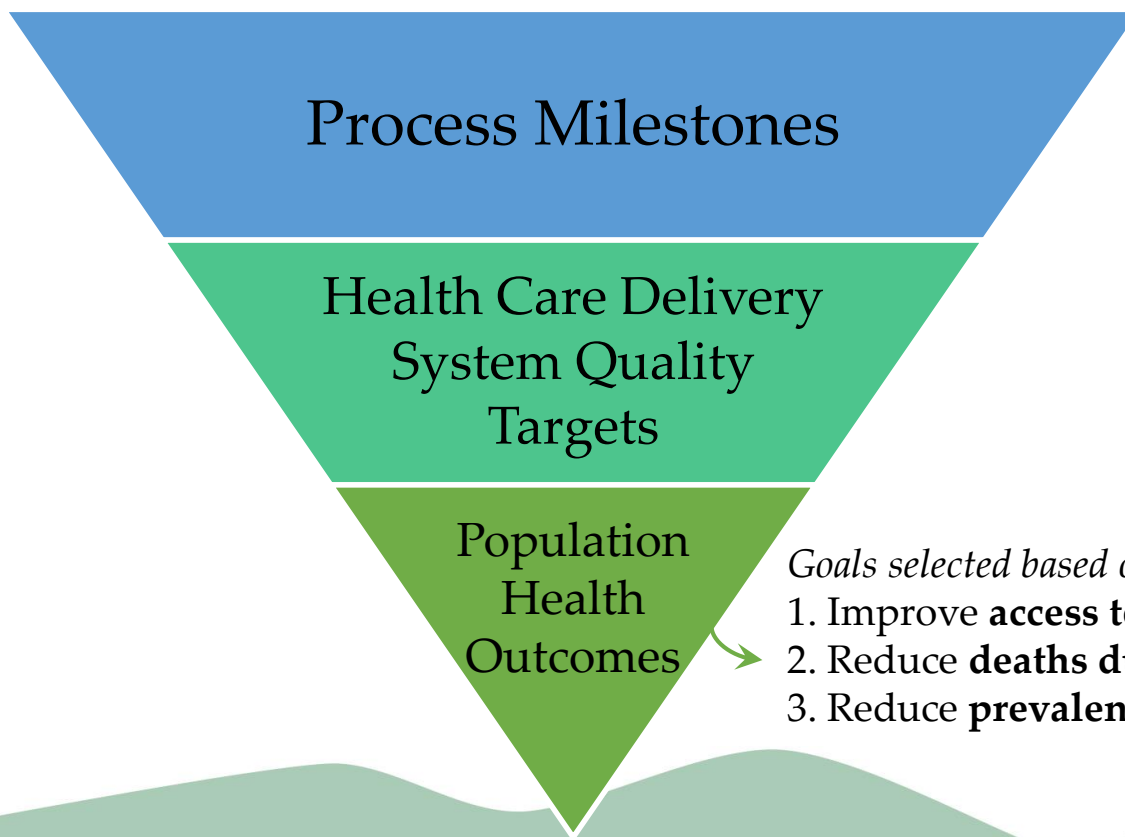 Process Milestones
Health Care Delivery
System Quality
Targets
Population
Health
Outcomes
Goals selected based
1. Improve access
2. Reduce deaths
3. Reduce